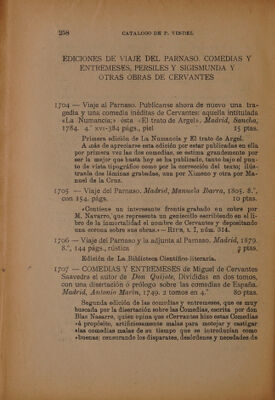 258 CATALOGO DE P. VINDEL
EDICIONES DE VIAJE DEL PARNASO. COMEDIAS Y
ENTREMESES, PERSILES Y SIGISMUNDA Y
OTRAS OBRAS DE CERVANTES
1704 — Viaje al Parnaso. Publícanse ahora de nuevo una tra-
gedia y una comedia inéditas de Cervantes: aquella intitulada
«La Numancia:» ésta «El trato de Argel». Madrid, Sancha,
1784. 4.º XVI-384 págs., piel 15 ptas.
Primera edición de La Numancia y El trato de Argel.
A más de apreciarse esta edición por estar publicadas en ella
por primera vez las dos comedias, se estima grandemente por
ser la mejor que hasta hoy se ha publicado, tanto bajo el pun-
to de vista tipográfico como por la corrección del texto; ilus-
trasla dos láminas grabadas, una por Ximeno y otra por Ma-
nuel de la Cruz.
1705 — Viaje del Parnaso. Madrid, Manuela Ibarra, 1805. 8.º,
con 154 págs. 10 ptas.
«Contiene un interesante frontis grabado en cobre por
M. Navarro, que representa un geniecito escribiendo en el li-
bro de la inmortalidad el nombre de Cervantes y depositando
una corona sobre sus obras.» — RIUS, t. I, núm. 314.
1706 — Viaje del Parnaso y la adjunta al Parnaso. Madrid, 1879.
8.º, 144 págs., rústica ptas.
Edición de La Biblioteca Científico-literaria.
1707 — COMEDIAS Y ENTREMESES de Miguel de Cervantes
Saavedra el autor de Don Quijote, Divididas en dos tomos,
con una disertación ó prólogo sobre las comedias de España.
Madrid, Antonio Marín, 1749. 2 tomos en 4.º 80 ptas.
Segunda edición de las comedias y entremeses, que es muy
buscada por la disertación sobre las Comedias, escrita por don
Blas Nasarre, quien opina que «Cervantes hizo estas Comedias
«á propósito, artificiosamente malas para motejar y castigar
«las comedias malas de su tiempo que se introducían como
«buenas; censurando los disparates, desórdenes y necedades de